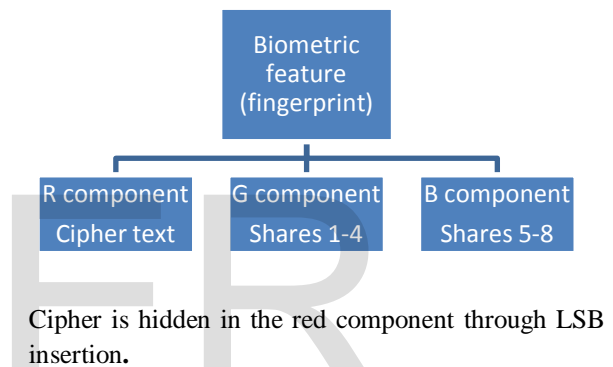 Biometric
feature
(fingerprint)
R component
Cipher text
G component
Shares 1-4
B component
Shares 5-8
Cipher is hidden in the red component through LSB
insertion.